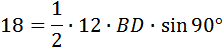 18 = 1/2 · 12 · BD · sin 90°